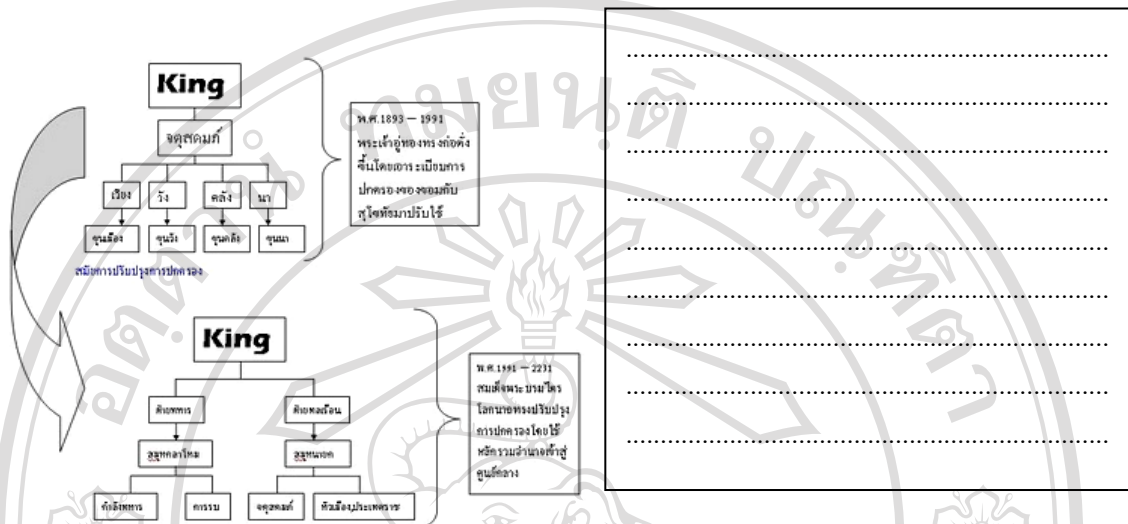 King
จตุสดมภ์
เวียง วัง คลัง นา
ขุนเมือง ขุนวัง ขุนคลัง ขุนนา
พ.ศ.1893 – 1991
พระเจ้าอู่ทองทรงก่อตั้ง
ขึ้นโดยเอาระเบียบการ
ปกครองของขอมกับ
สุโขทัยมาปรับใช้
สมัยการปรับปรุงการปกครอง
King
ฝ่ายทหาร ฝ่ายพลเรือน
สมุหกลาโหม สมุหนายก
กำลังทหาร การรบ จตุสดมภ์ หัวเมือง,ประเทศราช
พ.ศ.1991 – 2231
สมเด็จพระบรมไตร
โลกนาถทรงปรับปรุง
การปกครองโดยใช้
หลักรวมอำนาจเข้าสู่
ศูนย์กลาง